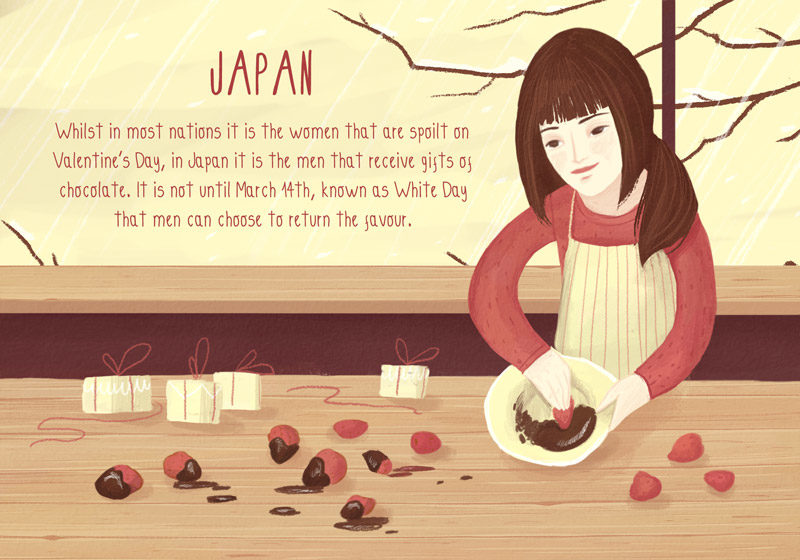 JAPAN
Whilst in most nations it is the women that are spoilt on
Valentine's Day, in Japan it is the men that receive gifts of
chocolate. It is not until March 14th, known as White Day
that men can choose to return the favour.